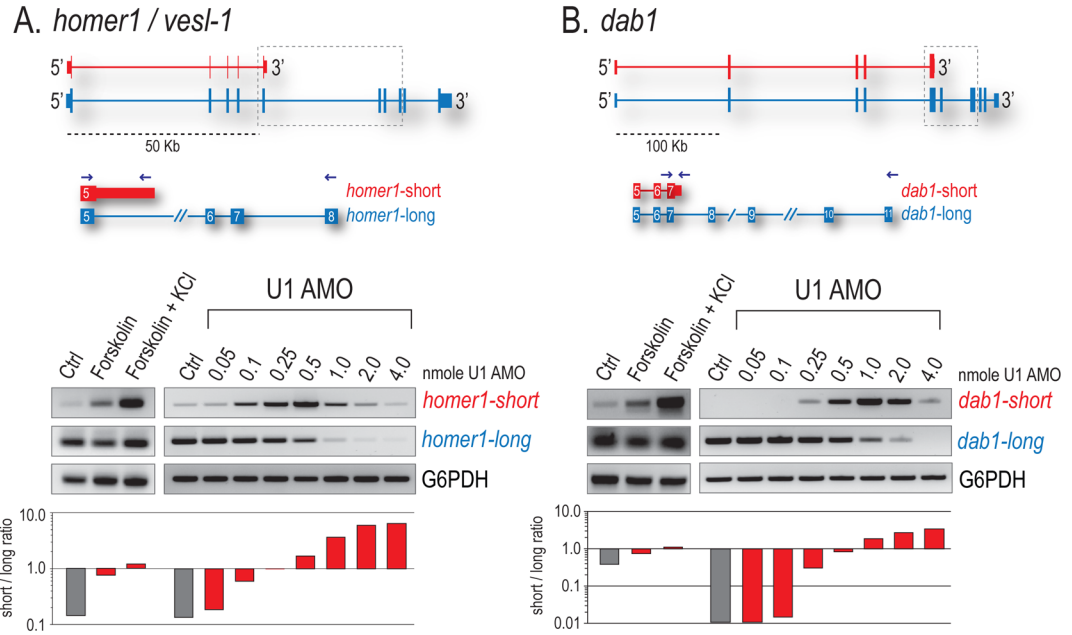 A. homer1 / vesl-1
5' 3'
5' 3'
50 Kb
5 homer1-short
5 // 6 7 8 homer1-long
Ctrl Forskolin Forskolin + KCl
U1 AMO
Ctrl 0.05 0.1 0.25 0.5 1.0 2.0 4.0 nmole U1 AMO
homer1-short
homer1-long
G6PDH
short / long ratio
10.0
1.0
0.1
B. dab1
5' 3'
5' 3'
100 Kb
5 6 7 dab1-short
5 6 7 8 / 9 // 10 11 dab1-long
Ctrl Forskolin Forskolin + KCl
U1 AMO
Ctrl 0.05 0.1 0.25 0.5 1.0 2.0 4.0 nmole U1 AMO
dab1-short
dab1-long
G6PDH
short / long ratio
10.0
1.0
0.1
0.01